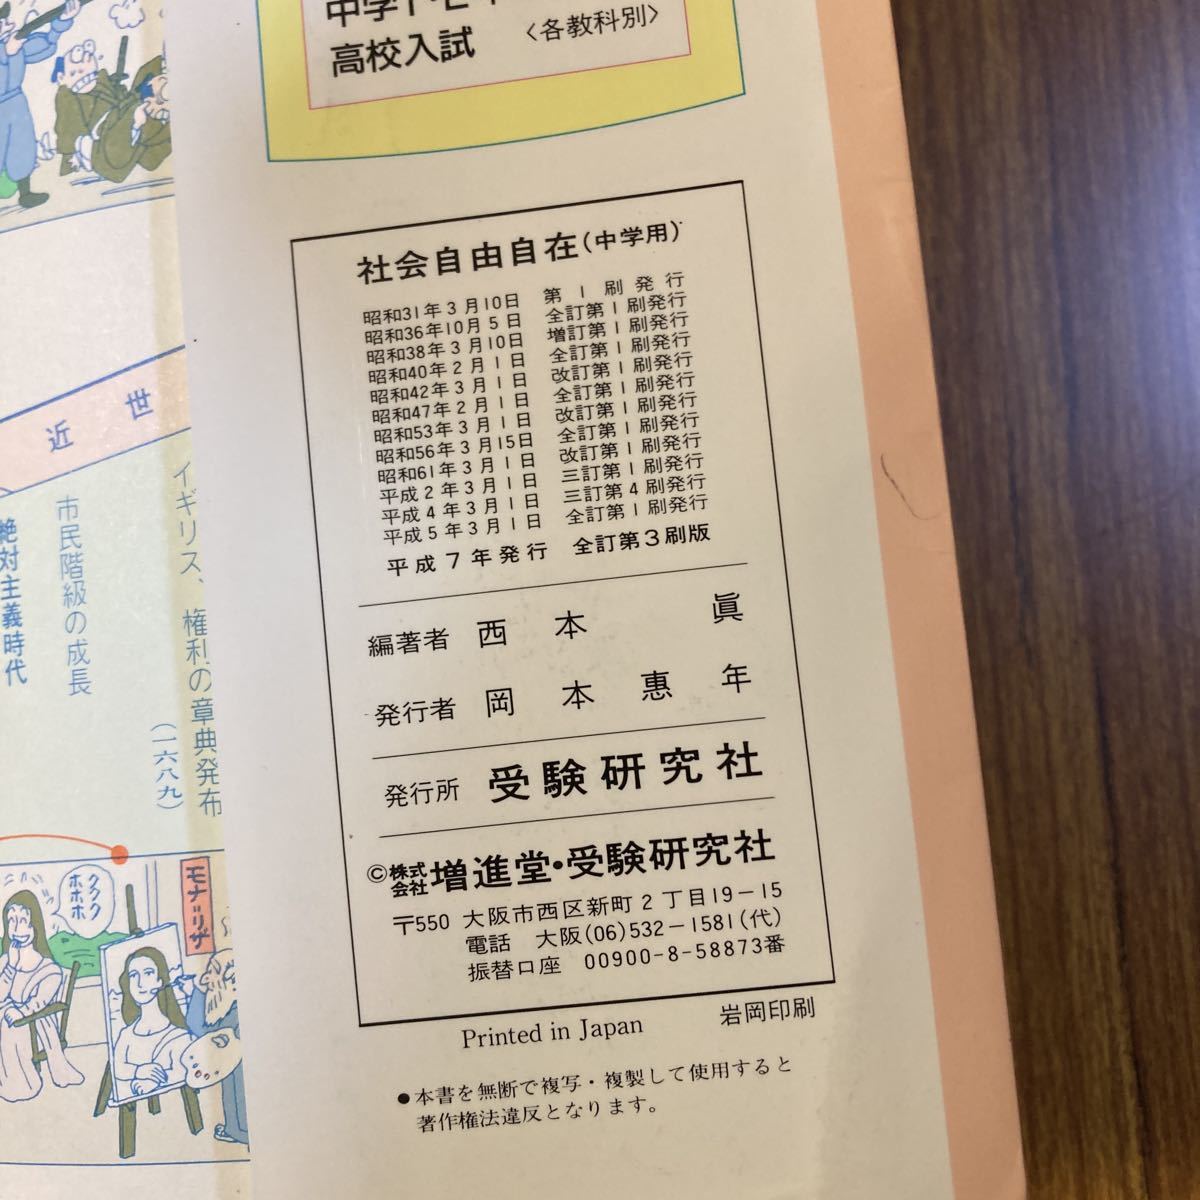 高校入試
〈各教科別〉
社会自由自在(中学用)
昭和31年3月10日 第1刷発行
昭和36年10月5日 全訂第1刷発行
昭和38年3月10日 増訂第1刷発行
昭和40年2月1日 全訂第1刷発行
昭和42年3月1日 改訂第1刷発行
昭和47年2月1日 全訂第1刷発行
昭和53年3月1日 改訂第1刷発行
昭和56年3月15日 全訂第1刷発行
昭和61年3月1日 改訂第1刷発行
平成2年3月1日 三訂第1刷発行
平成4年3月1日 三訂第4刷発行
平成5年3月1日 全訂第1刷発行
平成7年発行 全訂第3刷版
編著者 西本 眞
発行者 岡本惠年
発行所 受験研究社
©株式会社増進堂・受験研究社
〒550 大阪市西区新町2丁目19-15
電話 大阪(06)532-1581(代)
振替口座 00900-8-58873番
Printed in Japan 岩岡印刷
●本書を無断で複写・複製して使用すると
著作権法違反となります。
近世
イギリス、権利の章典発布
(一六八九)
市民階級の成長
絶対主義時代
モナ=リザ
ククク
ホホホ